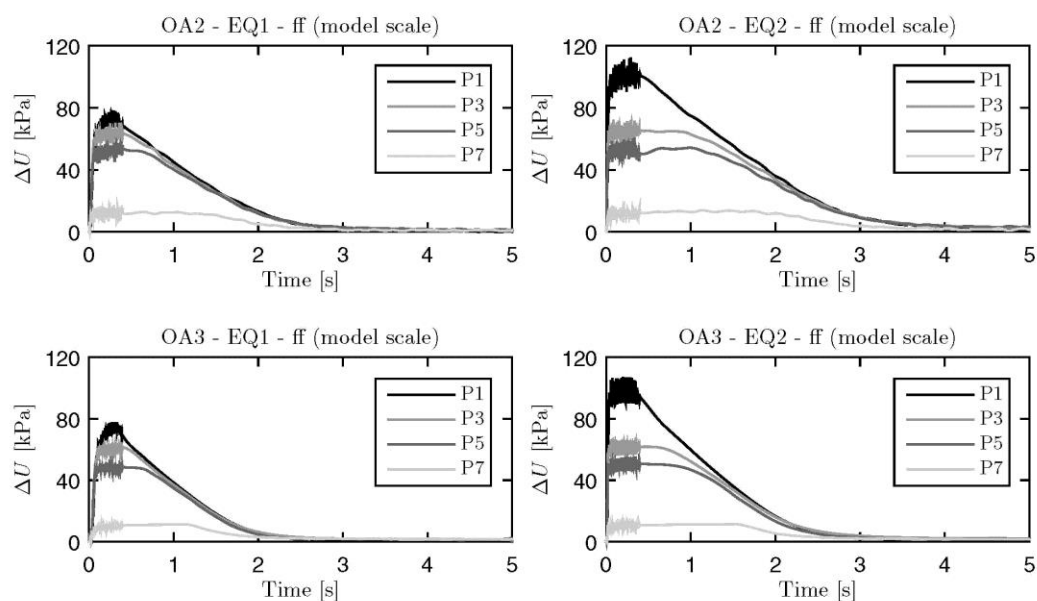 OA2 - EQ1 - ff (model scale)
120
80
40
0
ΔU [kPa]
P1
P3
P5
P7
0 1 2 3 4 5
Time [s]
OA2 - EQ2 - ff (model scale)
120
80
40
0
ΔU [kPa]
P1
P3
P5
P7
0 1 2 3 4 5
Time [s]
OA3 - EQ1 - ff (model scale)
120
80
40
0
ΔU [kPa]
P1
P3
P5
P7
0 1 2 3 4 5
Time [s]
OA3 - EQ2 - ff (model scale)
120
80
40
0
ΔU [kPa]
P1
P3
P5
P7
0 1 2 3 4 5
Time [s]